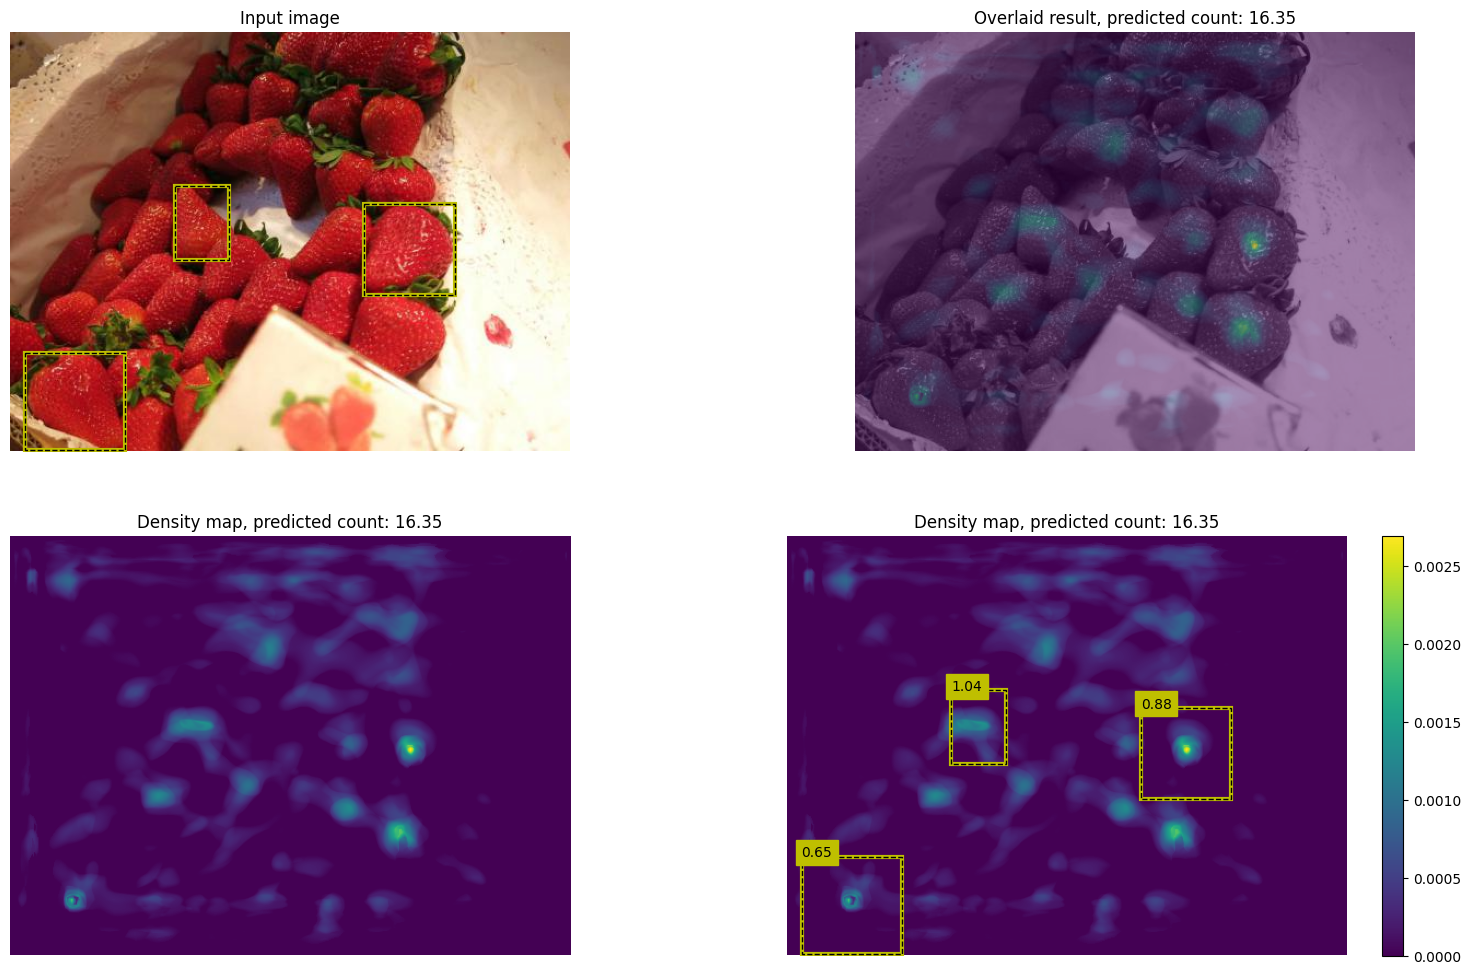 Input image
Overlaid result, predicted count: 16.35
Density map, predicted count: 16.35
Density map, predicted count: 16.35
1.04
0.88
0.65
0.0025
0.0020
0.0015
0.0010
0.0005
0.0000